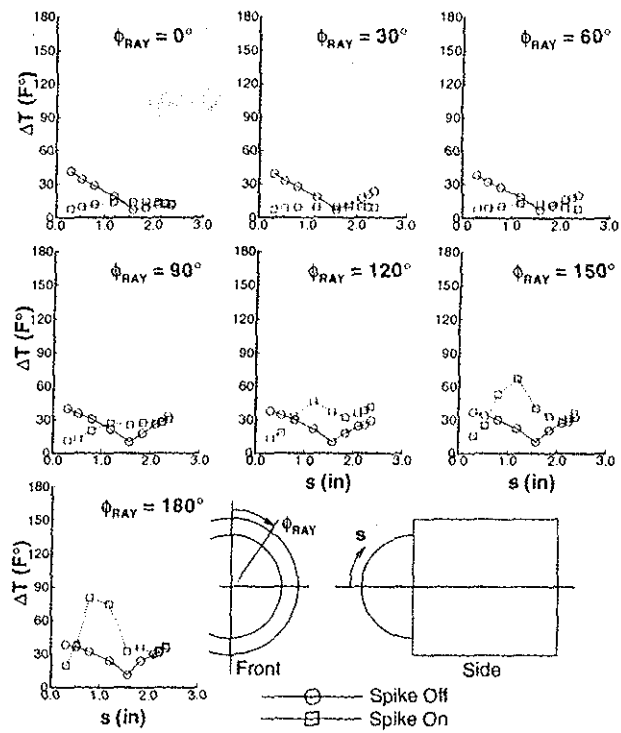 180
150
120
90
60
30
0
ΔT (F°)
ϕRAY = 0°
0.0 1.0 2.0 3.0
180
150
120
90
60
30
0
ϕRAY = 30°
0.0 1.0 2.0 3.0
180
150
120
90
60
30
0
ϕRAY = 60°
0.0 1.0 2.0 3.0
180
150
120
90
60
30
0
ΔT (F°)
ϕRAY = 90°
0.0 1.0 2.0 3.0
180
150
120
90
60
30
0
ϕRAY = 120°
0.0 1.0 2.0 3.0
s (in)
180
150
120
90
60
30
0
ϕRAY = 150°
0.0 1.0 2.0 3.0
s (in)
180
150
120
90
60
30
0
ΔT (F°)
ϕRAY = 180°
0.0 1.0 2.0 3.0
s (in)
ϕRAY
Front
s
Side
Spike Off
Spike On